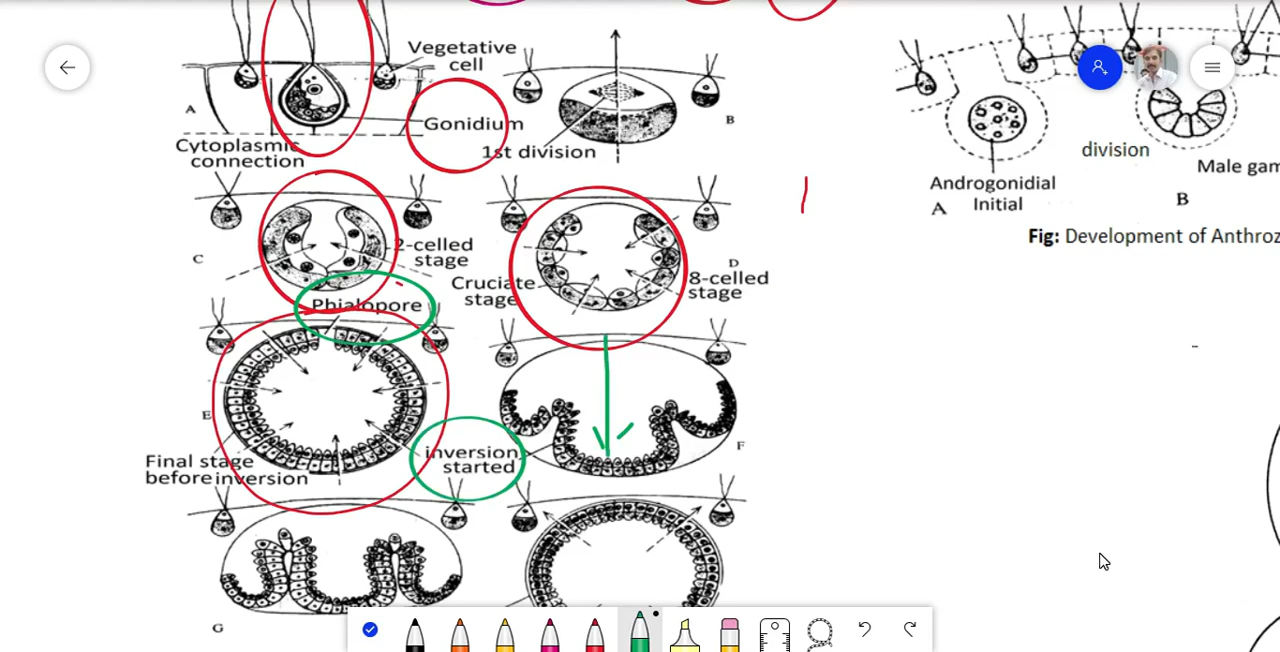 Vegetative
cell
A
Gonidium
Cytoplasmic
connection
B
1st division
C
2-celled
stage
D
Cruciate
stage
8-celled
stage
Phialopore
E
Final stage
before inversion
inversion
started
F
G
division
Androgonidial
Initial
A
Male gam
B
Fig: Development of Anthroz